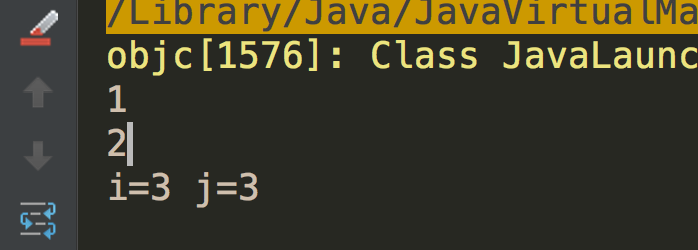 /Library/Java/JavaVirtualMa
objc[1576]: Class JavaLaunc
1
2
i=3 j=3